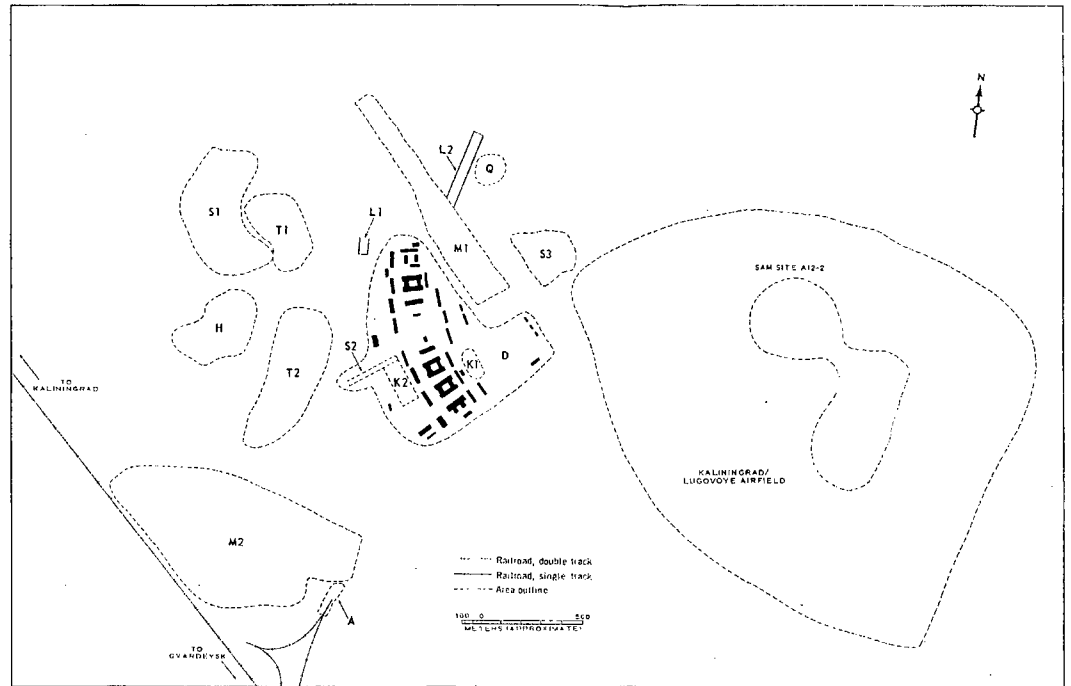 N
L2
Q
S1
T1
L1
M1
S3
SAM SITE A12-2
H
S2
K1
D
K2
T2
TO
KALININGRAD
KALININGRAD/
LUGOVOYE AIRFIELD
M2
Railroad, double track
Railroad, single track
Area outline
100 0 500
METERS (APPROXIMATE)
A
TO
GVARDEYSK